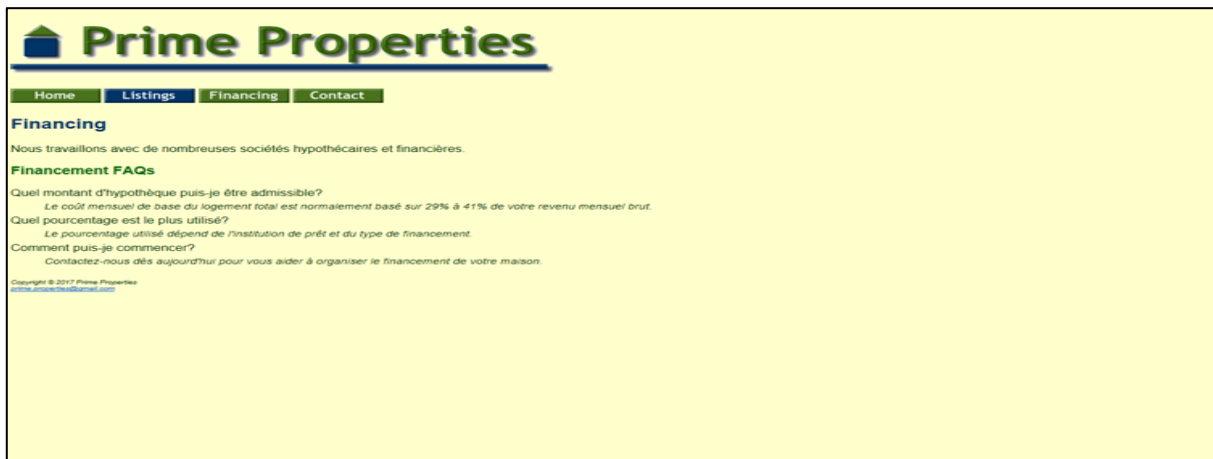 Prime Properties
Home Listings Financing Contact
Financing
Nous travaillons avec de nombreuses sociétés hypothécaires et financières.
Financement FAQs
Quel montant d'hypothèque puis-je être admissible?
Le coût mensuel de base du logement total est normalement basé sur 29% à 41% de votre revenu mensuel brut.
Quel pourcentage est le plus utilisé?
Le pourcentage utilisé dépend de l'institution de prêt et du type de financement.
Comment puis-je commencer?
Contactez-nous dès aujourd'hui pour vous aider à organiser le financement de votre maison.
Copyright © 2017 Prime Properties
prime.properties@gmail.com